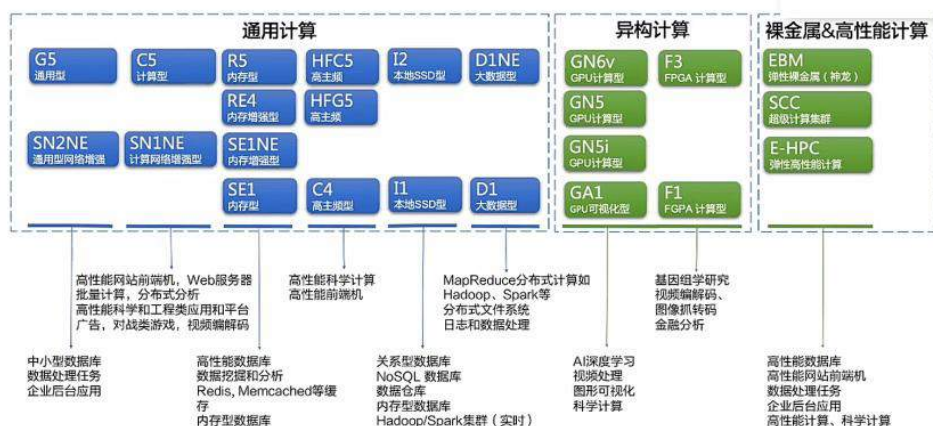 通用计算
异构计算
裸金属&高性能计算
G5
通用型
C5
计算型
R5
内存型
HFC5
高主频
I2
本地SSD型
D1NE
大数据型
GN6v
GPU计算型
F3
FPGA 计算型
EBM
弹性裸金属（神龙）
RE4
内存增强型
HFG5
高主频
GN5
GPU计算型
SCC
超级计算集群
SN2NE
通用型网络增强
SN1NE
计算网络增强型
SE1NE
内存增强型
GN5i
GPU计算型
E-HPC
弹性高性能计算
SE1
内存型
C4
高主频型
I1
本地SSD型
D1
大数据型
GA1
GPU可视化型
F1
FGPA 计算型
高性能网站前端机，Web服务器
批量计算，分布式分析
高性能科学和工程类应用和平台
广告，对战类游戏，视频编解码
高性能科学计算
高性能前端机
MapReduce分布式计算如
Hadoop、Spark等
分布式文件系统
日志和数据处理
基因组学研究
视频编解码、
图像抓转码
金融分析
中小型数据库
数据处理任务
企业后台应用
高性能数据库
数据挖掘和分析
Redis, Memcached等缓
存
内存型数据库
关系型数据库
NoSQL 数据库
数据仓库
内存型数据库
Hadoop/Spark集群（实时）
AI深度学习
视频处理
图形可视化
科学计算
高性能数据库
高性能网站前端机
数据处理任务
企业后台应用
高性能计算、科学计算